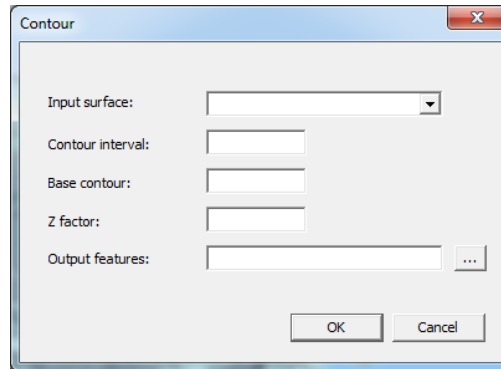 Contour
Input surface:
Contour interval:
Base contour:
Z factor:
Output features:
...
OK Cancel